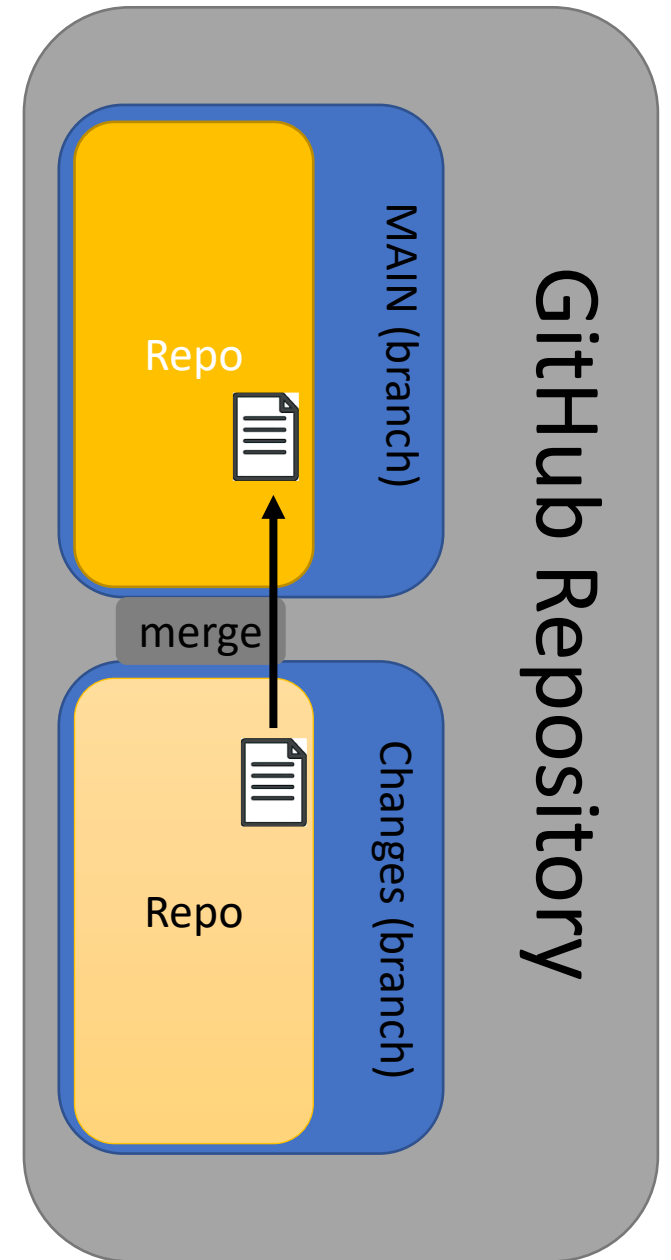 GitHub Repository
MAIN (branch)
Repo
merge
Changes (branch)
Repo